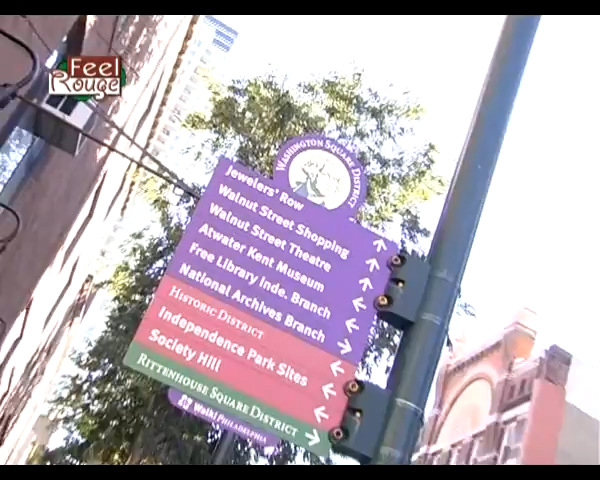 Feel
Rouge
WASHINGTON SQUARE DISTRICT
Jewelers' Row
Walnut Street Shopping
Walnut Street Theatre
Atwater Kent Museum
Free Library Inde. Branch
National Archives Branch
HISTORIC DISTRICT
Independence Park Sites
Society Hill
RITTENHOUSE SQUARE DISTRICT
Walk! PHILADELPHIA